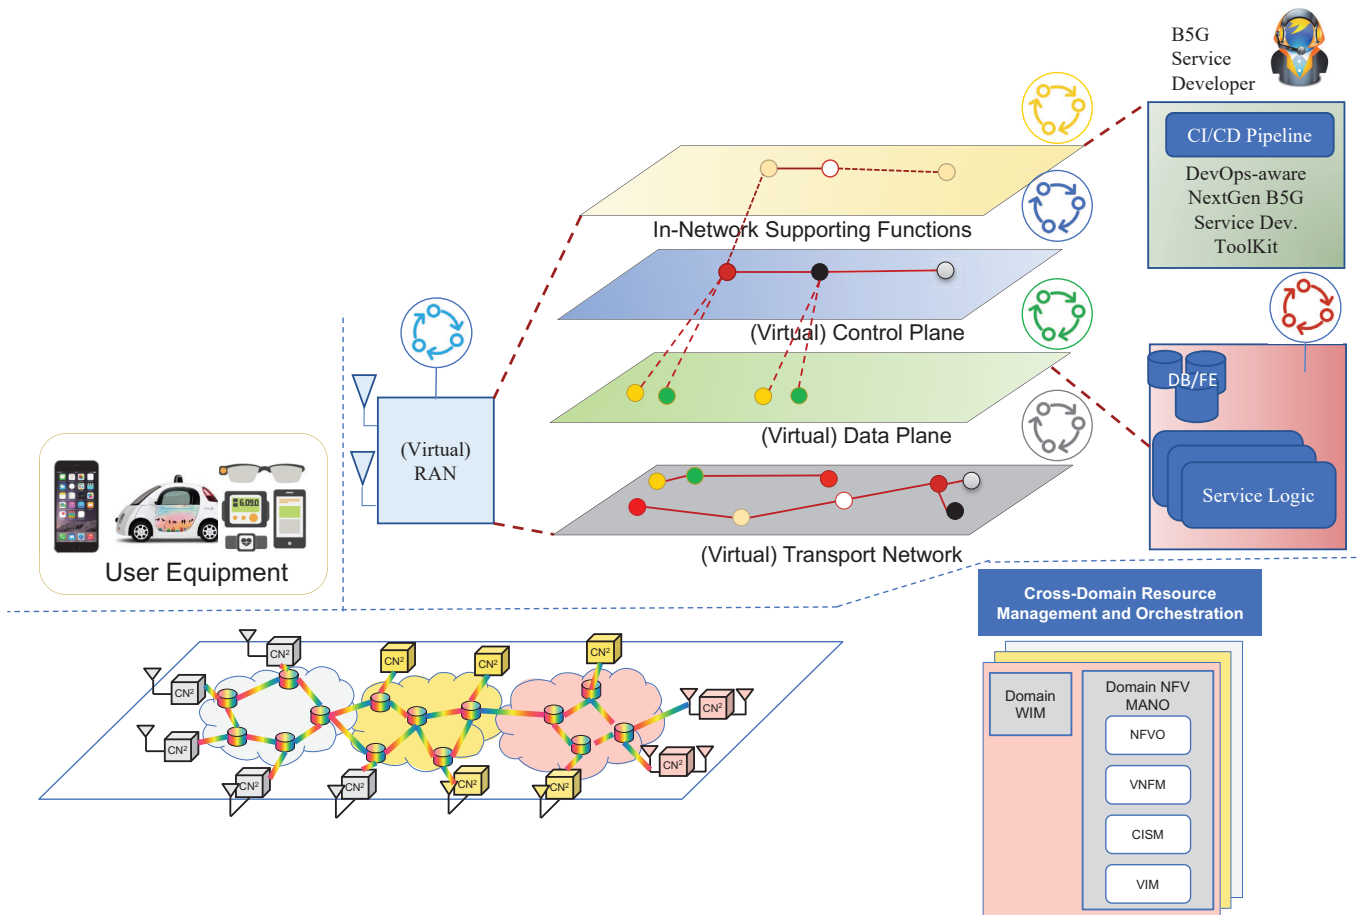 B5G
Service
Developer
CI/CD Pipeline
DevOps-aware
NextGen B5G
Service Dev.
ToolKit
In-Network Supporting Functions
(Virtual) Control Plane
(Virtual) Data Plane
(Virtual) Transport Network
(Virtual)
RAN
DB/FE
Service Logic
6:09.0
User Equipment
Cross-Domain Resource
Management and Orchestration
Domain
WIM
Domain NFV
MANO
NFVO
VNFM
CISM
VIM
CN²
CN²
CN²
CN²
CN²
CN²
CN²
CN²
CN²
CN²
CN²
CN²